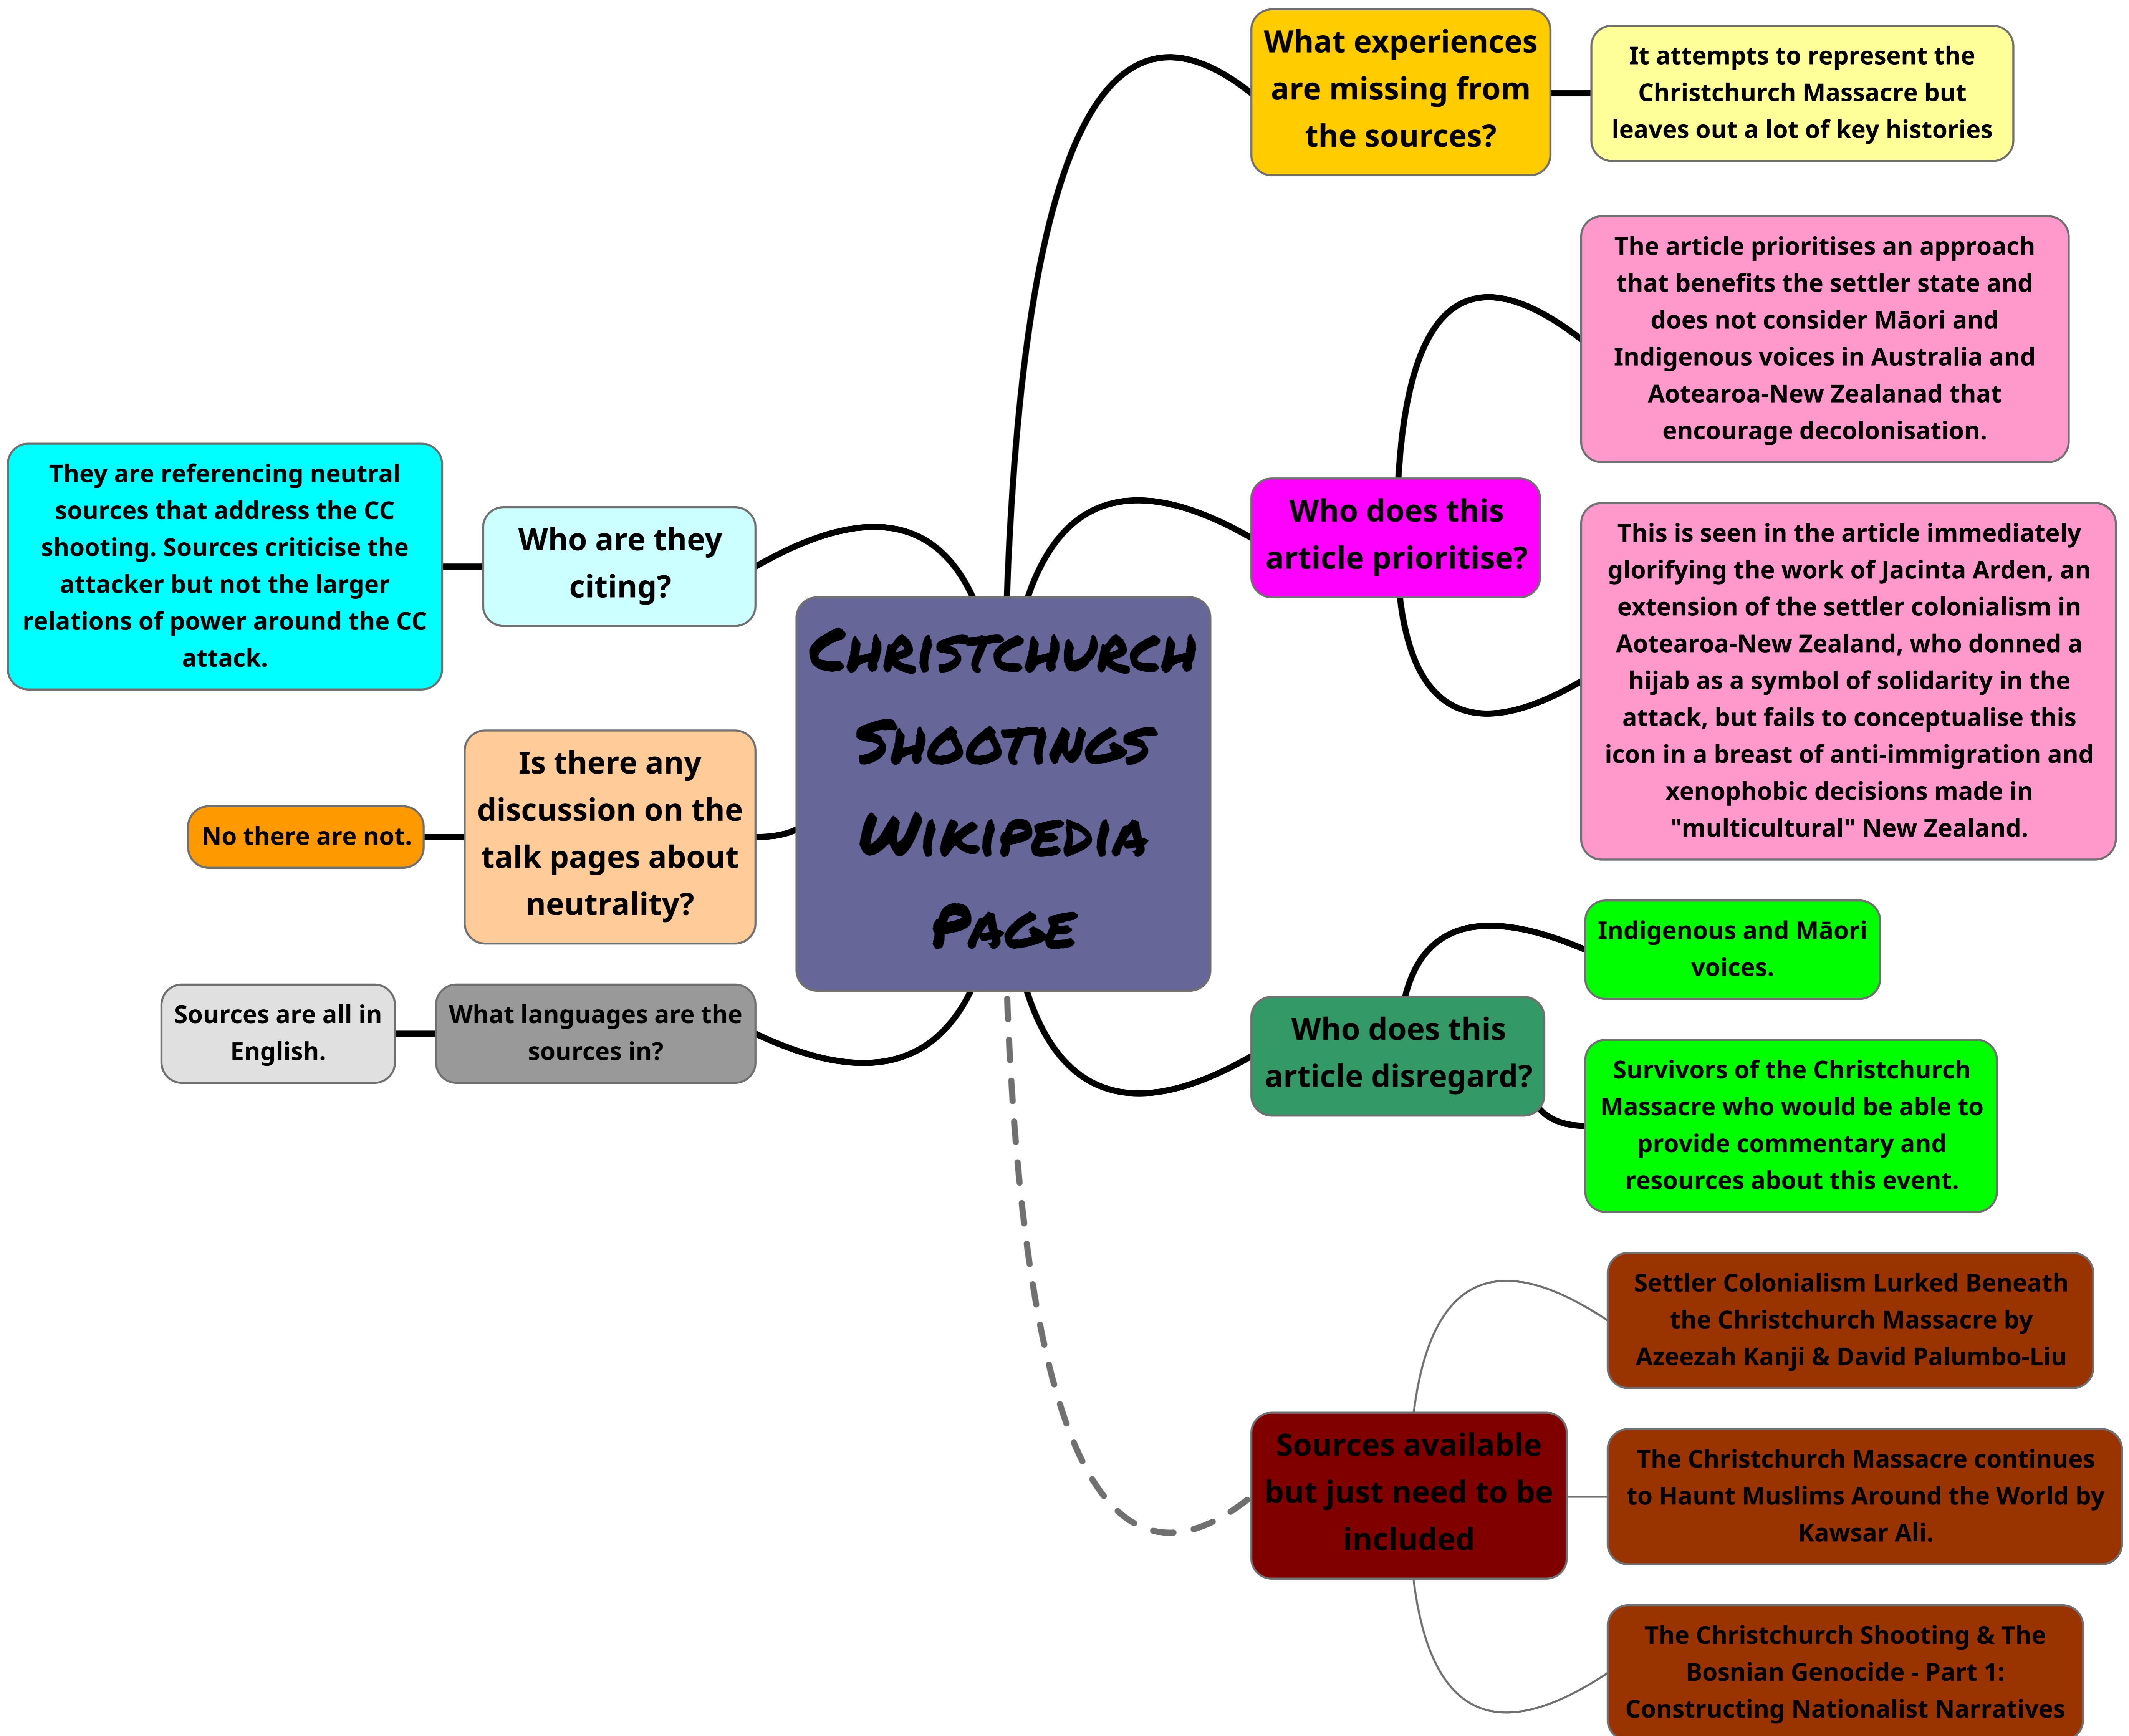 What experiences
are missing from
the sources?
It attempts to represent the
Christchurch Massacre but
leaves out a lot of key histories
The article prioritises an approach
that benefits the settler state and
does not consider Māori and
Indigenous voices in Australia and
Aotearoa-New Zealanad that
encourage decolonisation.
Who does this
article prioritise?
This is seen in the article immediately
glorifying the work of Jacinta Arden, an
extension of the settler colonialism in
Aotearoa-New Zealand, who donned a
hijab as a symbol of solidarity in the
attack, but fails to conceptualise this
icon in a breast of anti-immigration and
xenophobic decisions made in
"multicultural" New Zealand.
They are referencing neutral
sources that address the CC
shooting. Sources criticise the
attacker but not the larger
relations of power around the CC
attack.
Who are they
citing?
Christchurch
Shootings
Wikipedia
Page
Is there any
discussion on the
talk pages about
neutrality?
No there are not.
Sources are all in
English.
What languages are the
sources in?
Who does this
article disregard?
Indigenous and Māori
voices.
Survivors of the Christchurch
Massacre who would be able to
provide commentary and
resources about this event.
Sources available
but just need to be
included
Settler Colonialism Lurked Beneath
the Christchurch Massacre by
Azeezah Kanji & David Palumbo-Liu
The Christchurch Massacre continues
to Haunt Muslims Around the World by
Kawsar Ali.
The Christchurch Shooting & The
Bosnian Genocide - Part 1:
Constructing Nationalist Narratives